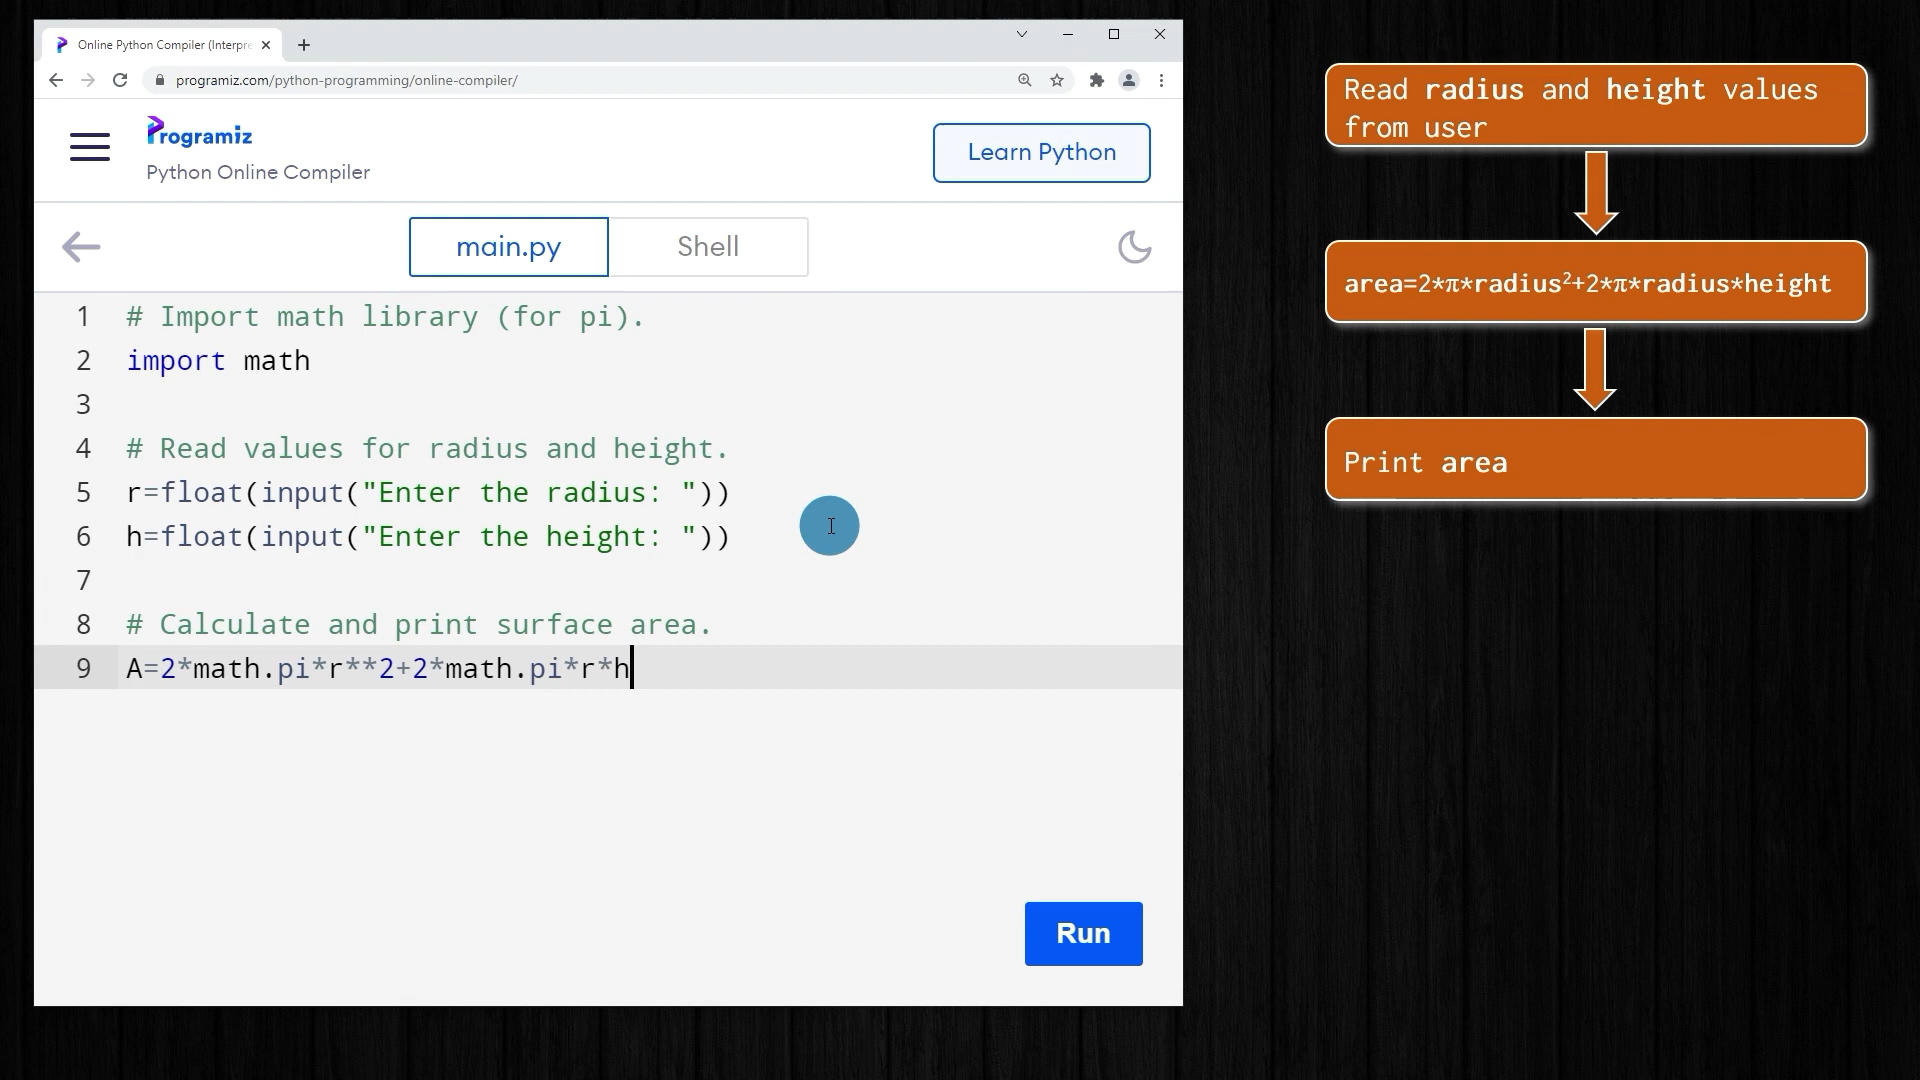 Online Python Compiler (Interpre
programiz.com/python-programming/online-compiler/
Programiz
Python Online Compiler
Learn Python
main.py
Shell
1 # Import math library (for pi).
2 import math
3
4 # Read values for radius and height.
5 r=float(input("Enter the radius: "))
6 h=float(input("Enter the height: "))
7
8 # Calculate and print surface area.
9 A=2*math.pi*r**2+2*math.pi*r*h
Run
Read radius and height values
from user
area=2*π*radius²+2*π*radius*height
Print area